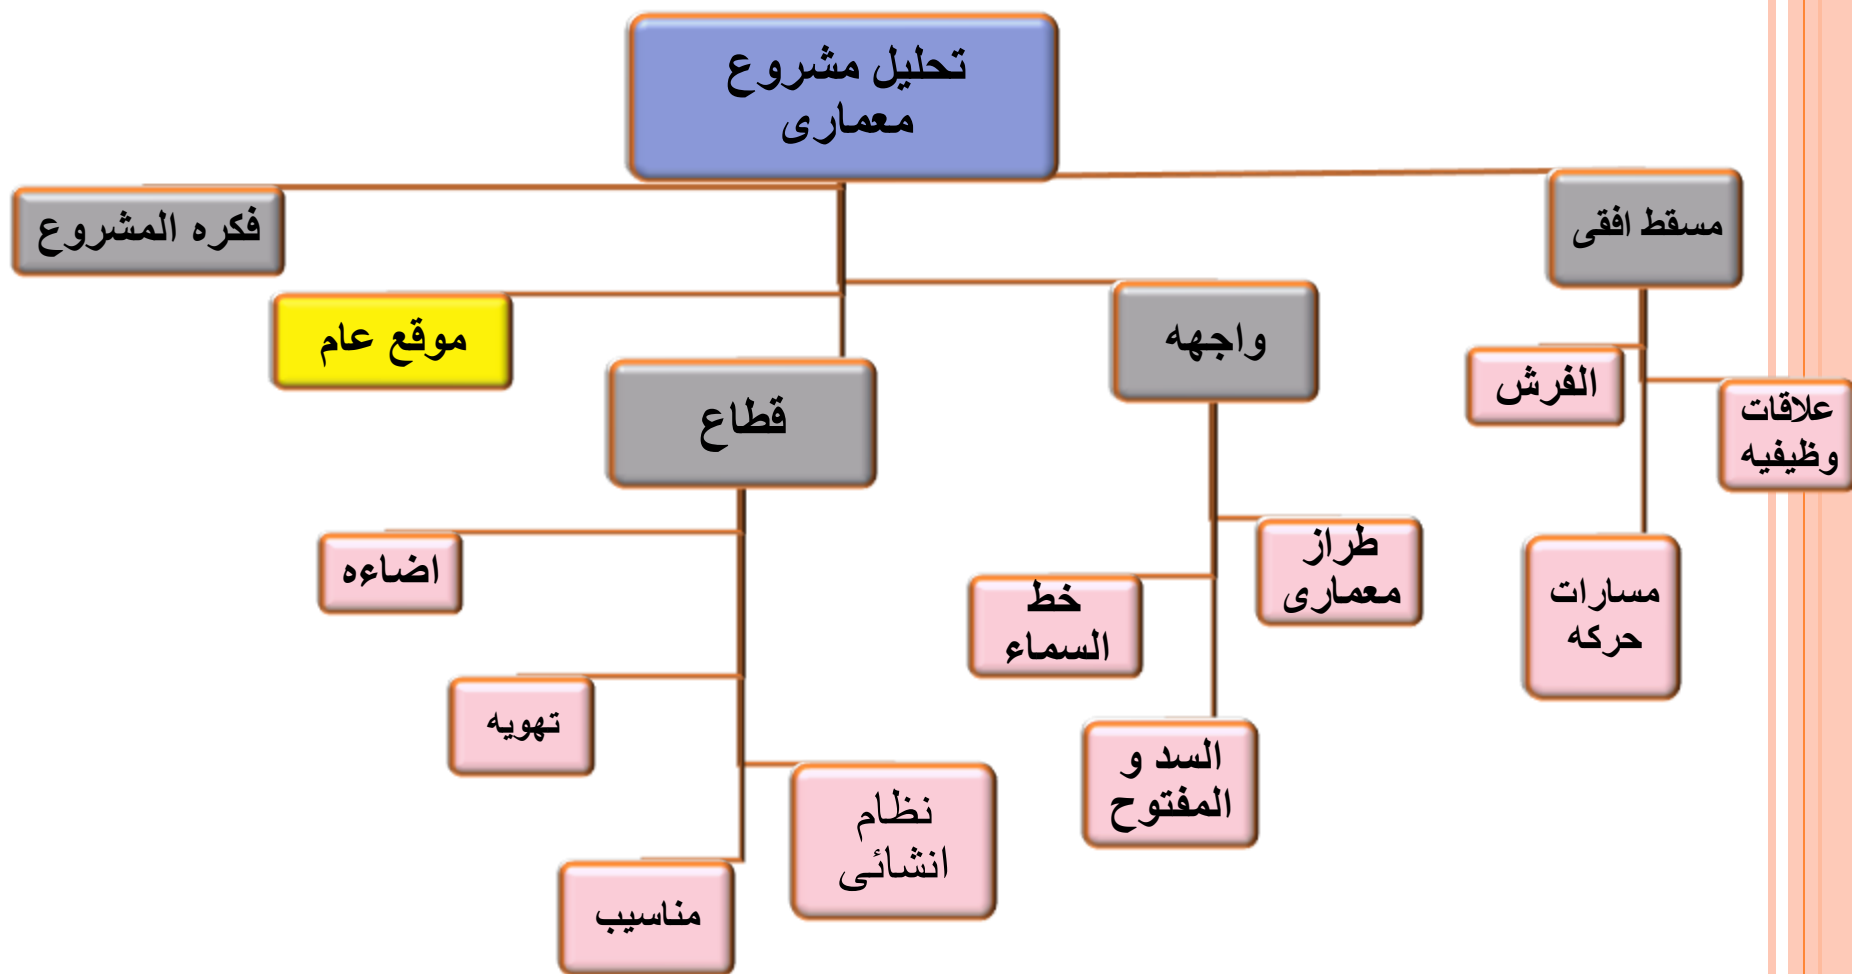 تحليل مشروع
معمارى
مسقط افقى
فكره المشروع
موقع عام
واجهه
قطاع
الفرش
علاقات
وظيفيه
مسارات
حركه
طراز
معمارى
خط
السماء
السد و
المفتوح
اضاءه
تهويه
نظام
انشائى
مناسيب